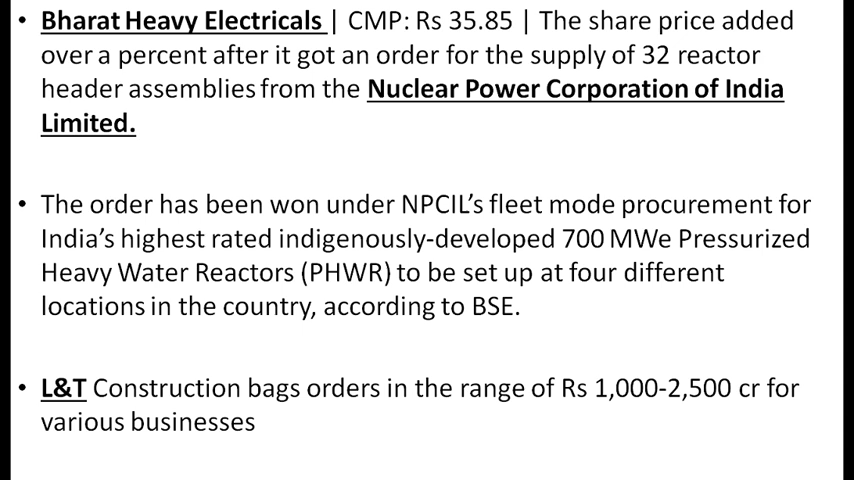 • Bharat Heavy Electricals | CMP: Rs 35.85 | The share price added
over a percent after it got an order for the supply of 32 reactor
header assemblies from the Nuclear Power Corporation of India
Limited.
• The order has been won under NPCIL’s fleet mode procurement for
India’s highest rated indigenously-developed 700 MWe Pressurized
Heavy Water Reactors (PHWR) to be set up at four different
locations in the country, according to BSE.
• L&T Construction bags orders in the range of Rs 1,000-2,500 cr for
various businesses